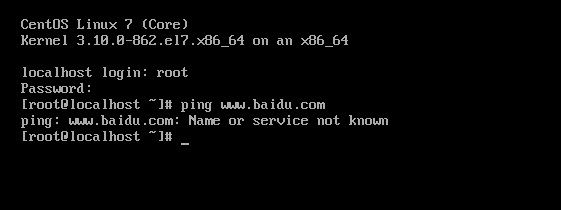 CentOS Linux 7 (Core)
Kernel 3.10.0-862.el7.x86_64 on an x86_64
localhost login: root
Password:
[root@localhost ~]# ping www.baidu.com
ping: www.baidu.com: Name or service not known
[root@localhost ~]# _